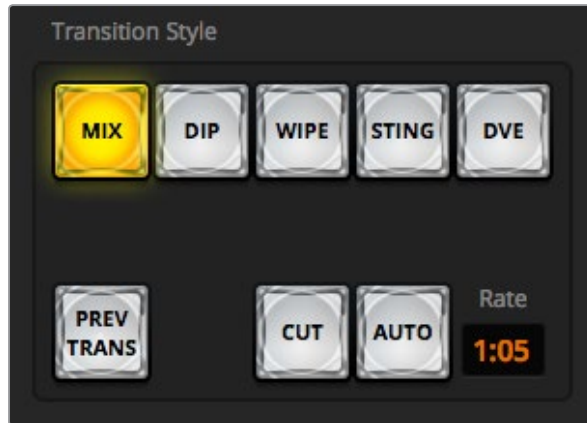 Transition Style
MIX DIP WIPE STING DVE
PREV
TRANS
CUT AUTO
Rate
1:05